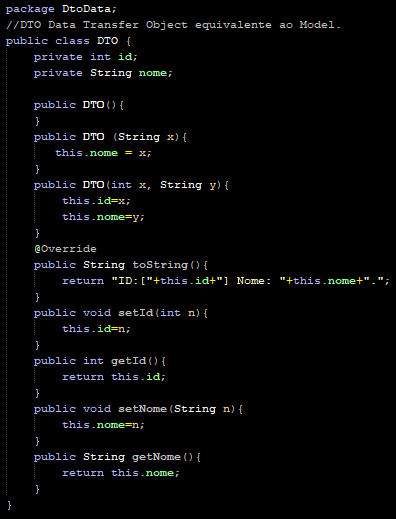 package DtoData;
//DTO Data Transfer Object equivalente ao Model.
public class DTO {
    private int id;
    private String nome;

    public DTO(){
    }
    public DTO (String x){
       this.nome = x;
    }
    public DTO(int x, String y){
        this.id=x;
        this.nome=y;
    }
    @Override
    public String toString(){
        return "ID:["+this.id+"] Nome: "+this.nome+".";
    }
    public void setId(int n){
        this.id=n;
    }
    public int getId(){
        return this.id;
    }
    public void setNome(String n){
        this.nome=n;
    }
    public String getNome(){
        return this.nome;
    }
}